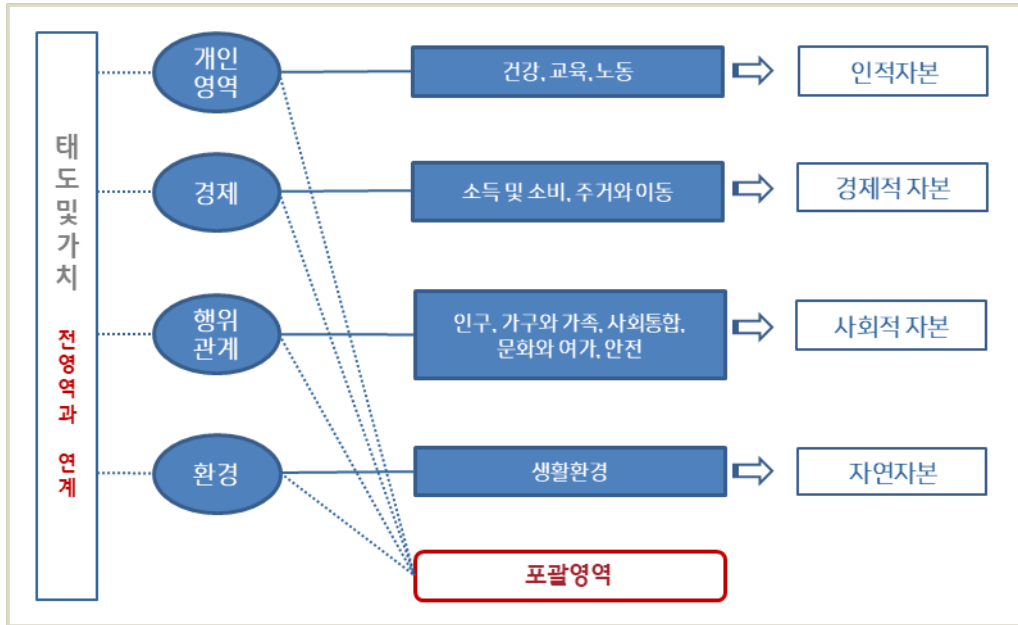 태도및가치 전영역과 연계
개인
영역
건강, 교육, 노동
인적자본
경제
소득 및 소비, 주거와 이동
경제적 자본
행위
관계
인구, 가구와 가족, 사회통합,
문화와 여가, 안전
사회적 자본
환경
생활환경
자연자본
포괄영역